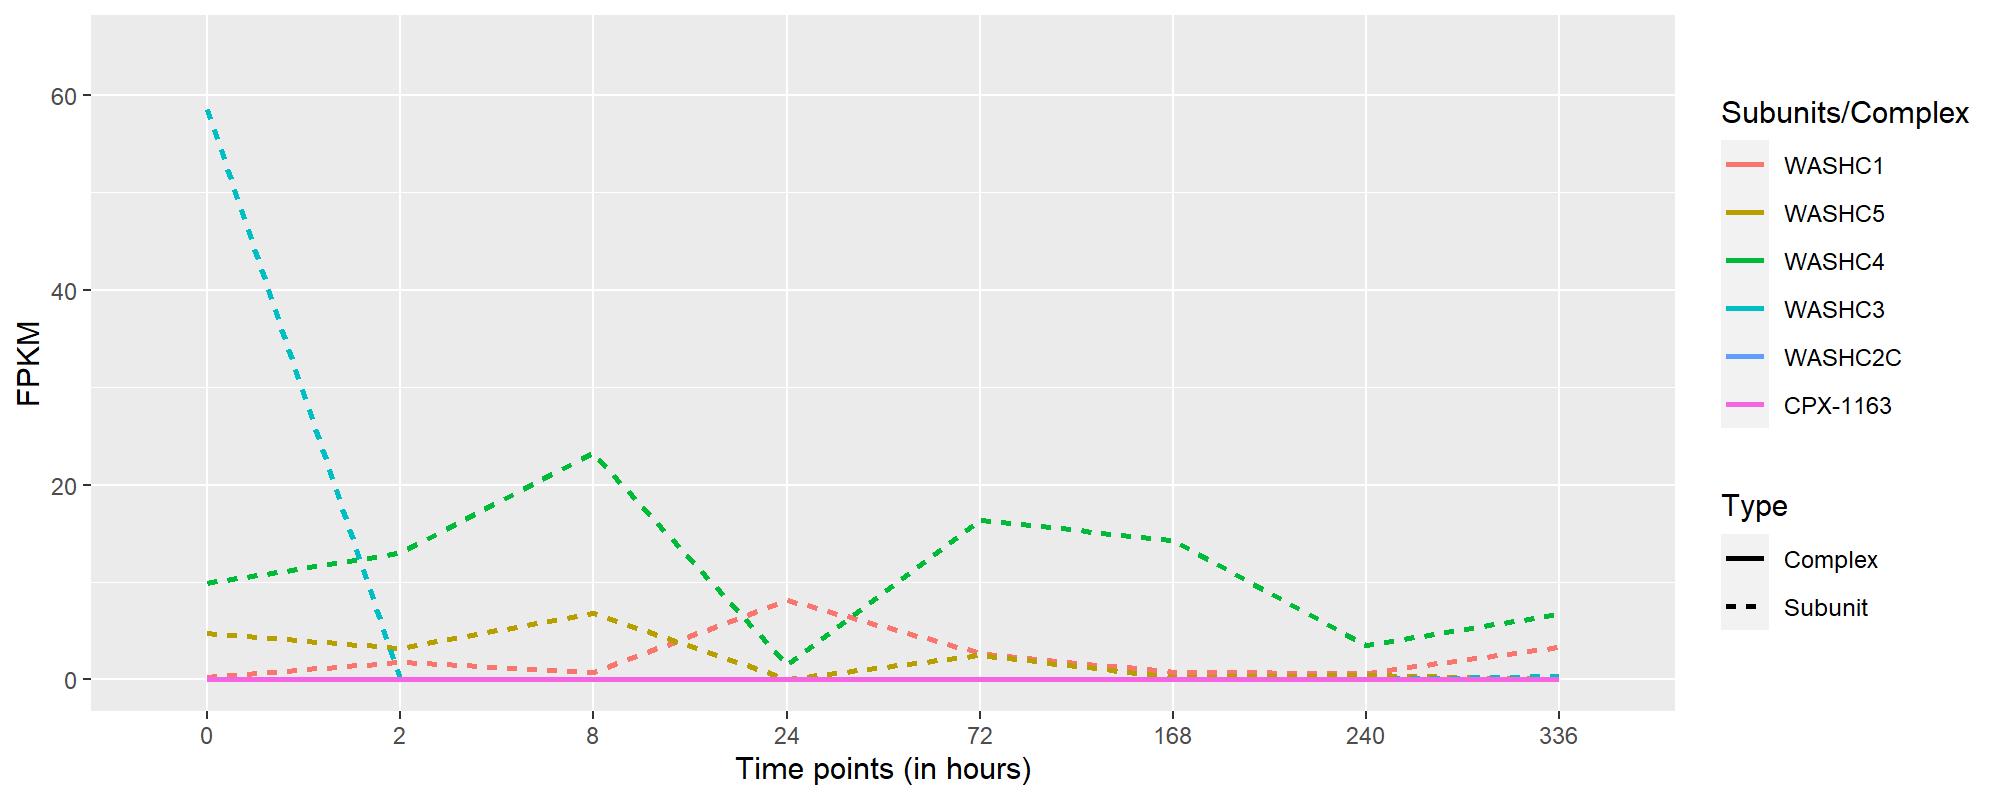 60
40
20
0
FPKM
0 2 8 24 72 168 240 336
Time points (in hours)
Subunits/Complex
WASHC1
WASHC5
WASHC4
WASHC3
WASHC2C
CPX-1163
Type
Complex
Subunit